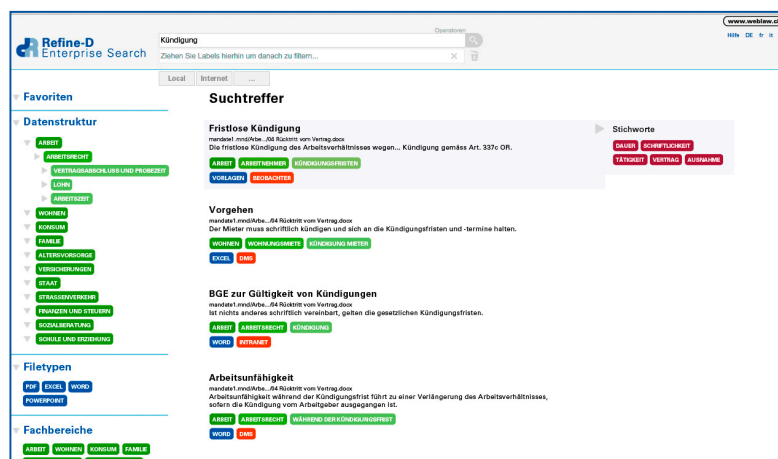 www.weblaw.c
Hilfe DE fr it
Operatoren
Refine-D
Enterprise Search
Kündigung
Ziehen Sie Labels hierhin um danach zu filtern...
Local Internet ...
Favoriten
Datenstruktur
ARBEIT
ARBEITSRECHT
VERTRAGSABSCHLUSS UND PROBEZEIT
LOHN
ARBEITSZEIT
WOHNEN
KONSUM
FAMILIE
ALTERSVORSORGE
VERSICHERUNGEN
STAAT
STRASSENVERKEHR
FINANZEN UND STEUERN
SOZIALBERATUNG
SCHULE UND ERZIEHUNG
Filetypen
PDF EXCEL WORD
POWERPOINT
Fachbereiche
ARBEIT WOHNEN KONSUM FAMILIE
Suchtreffer
Fristlose Kündigung
mandate1.mnd/Arbe.../04 Rücktritt vom Vertrag.docx
Die fristlose Kündigung des Arbeitsverhältnisses wegen... Kündigung gemäss Art. 337c OR.
ARBEIT ARBEITNEHMER KÜNDIGUNGSFRISTEN
VORLAGEN BEOBACHTER
Vorgehen
mandate1.mnd/Arbe.../04 Rücktritt vom Vertrag.docx
Der Mieter muss schriftlich kündigen und sich an die Kündigungsfristen und -termine halten.
WOHNEN WOHNUNGSMIETE KÜNDIGUNG MIETER
EXCEL DMS
BGE zur Gültigkeit von Kündigungen
mandate1.mnd/Arbe.../04 Rücktritt vom Vertrag.docx
Ist nichts anderes schriftlich vereinbart, gelten die gesetzlichen Kündigungsfristen.
ARBEIT ARBEITSRECHT KÜNDIGUNG
WORD INTRANET
Arbeitsunfähigkeit
mandate1.mnd/Arbe.../04 Rücktritt vom Vertrag.docx
Arbeitsunfähigkeit während der Kündigungsfrist führt zu einer Verlängerung des Arbeitsverhältnisses,
sofern die Kündigung vom Arbeitgeber ausgegangen ist.
ARBEIT ARBEITSRECHT WÄHREND DER KÜNDIGUNGSFRIST
WORD DMS
Stichworte
DAUER SCHRIFTLICHKEIT
TÄTIGKEIT VERTRAG AUSNAHME